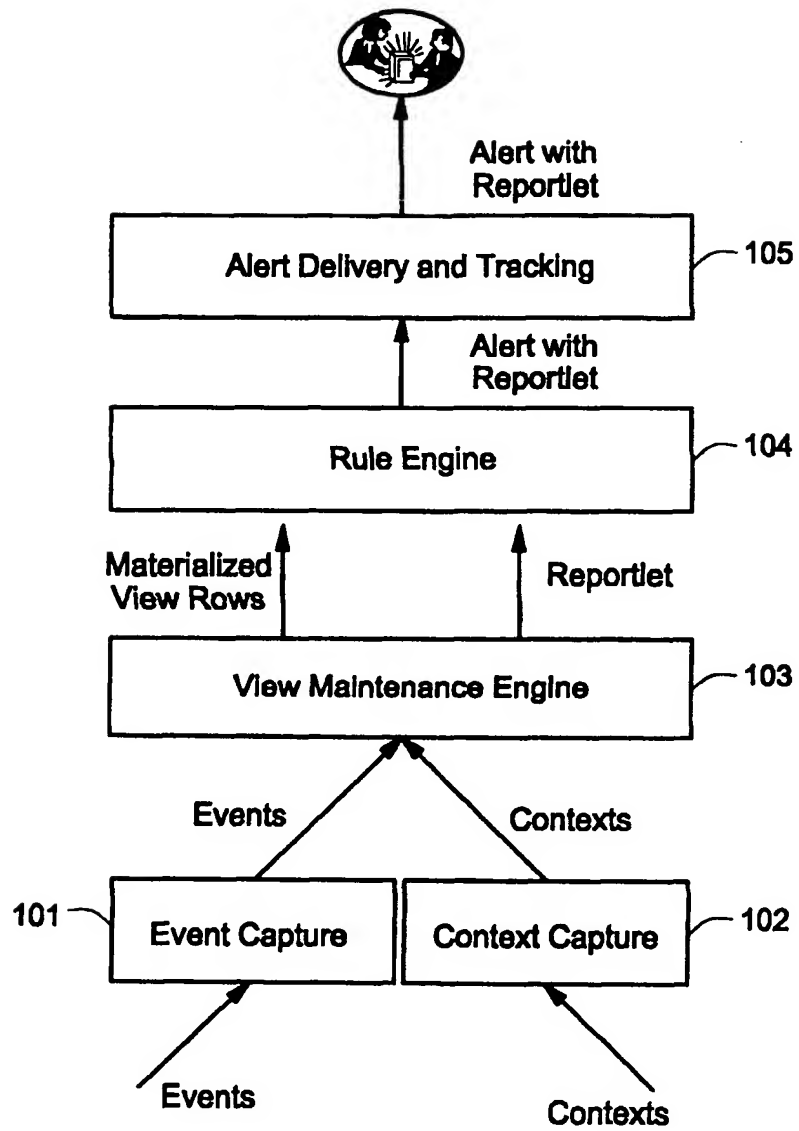 Alert with
Reportlet
Alert Delivery and Tracking
105
Alert with
Reportlet
Rule Engine
104
Materialized
View Rows
Reportlet
View Maintenance Engine
103
Events
Contexts
101
Event Capture
Context Capture
102
Events
Contexts